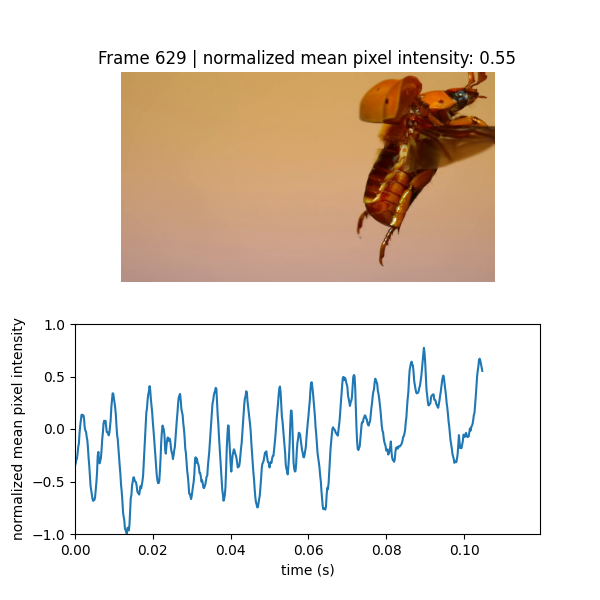 Frame 629 | normalized mean pixel intensity: 0.55
normalized mean pixel intensity
1.0
0.5
0.0
−0.5
−1.0
0.00 0.02 0.04 0.06 0.08 0.10
time (s)